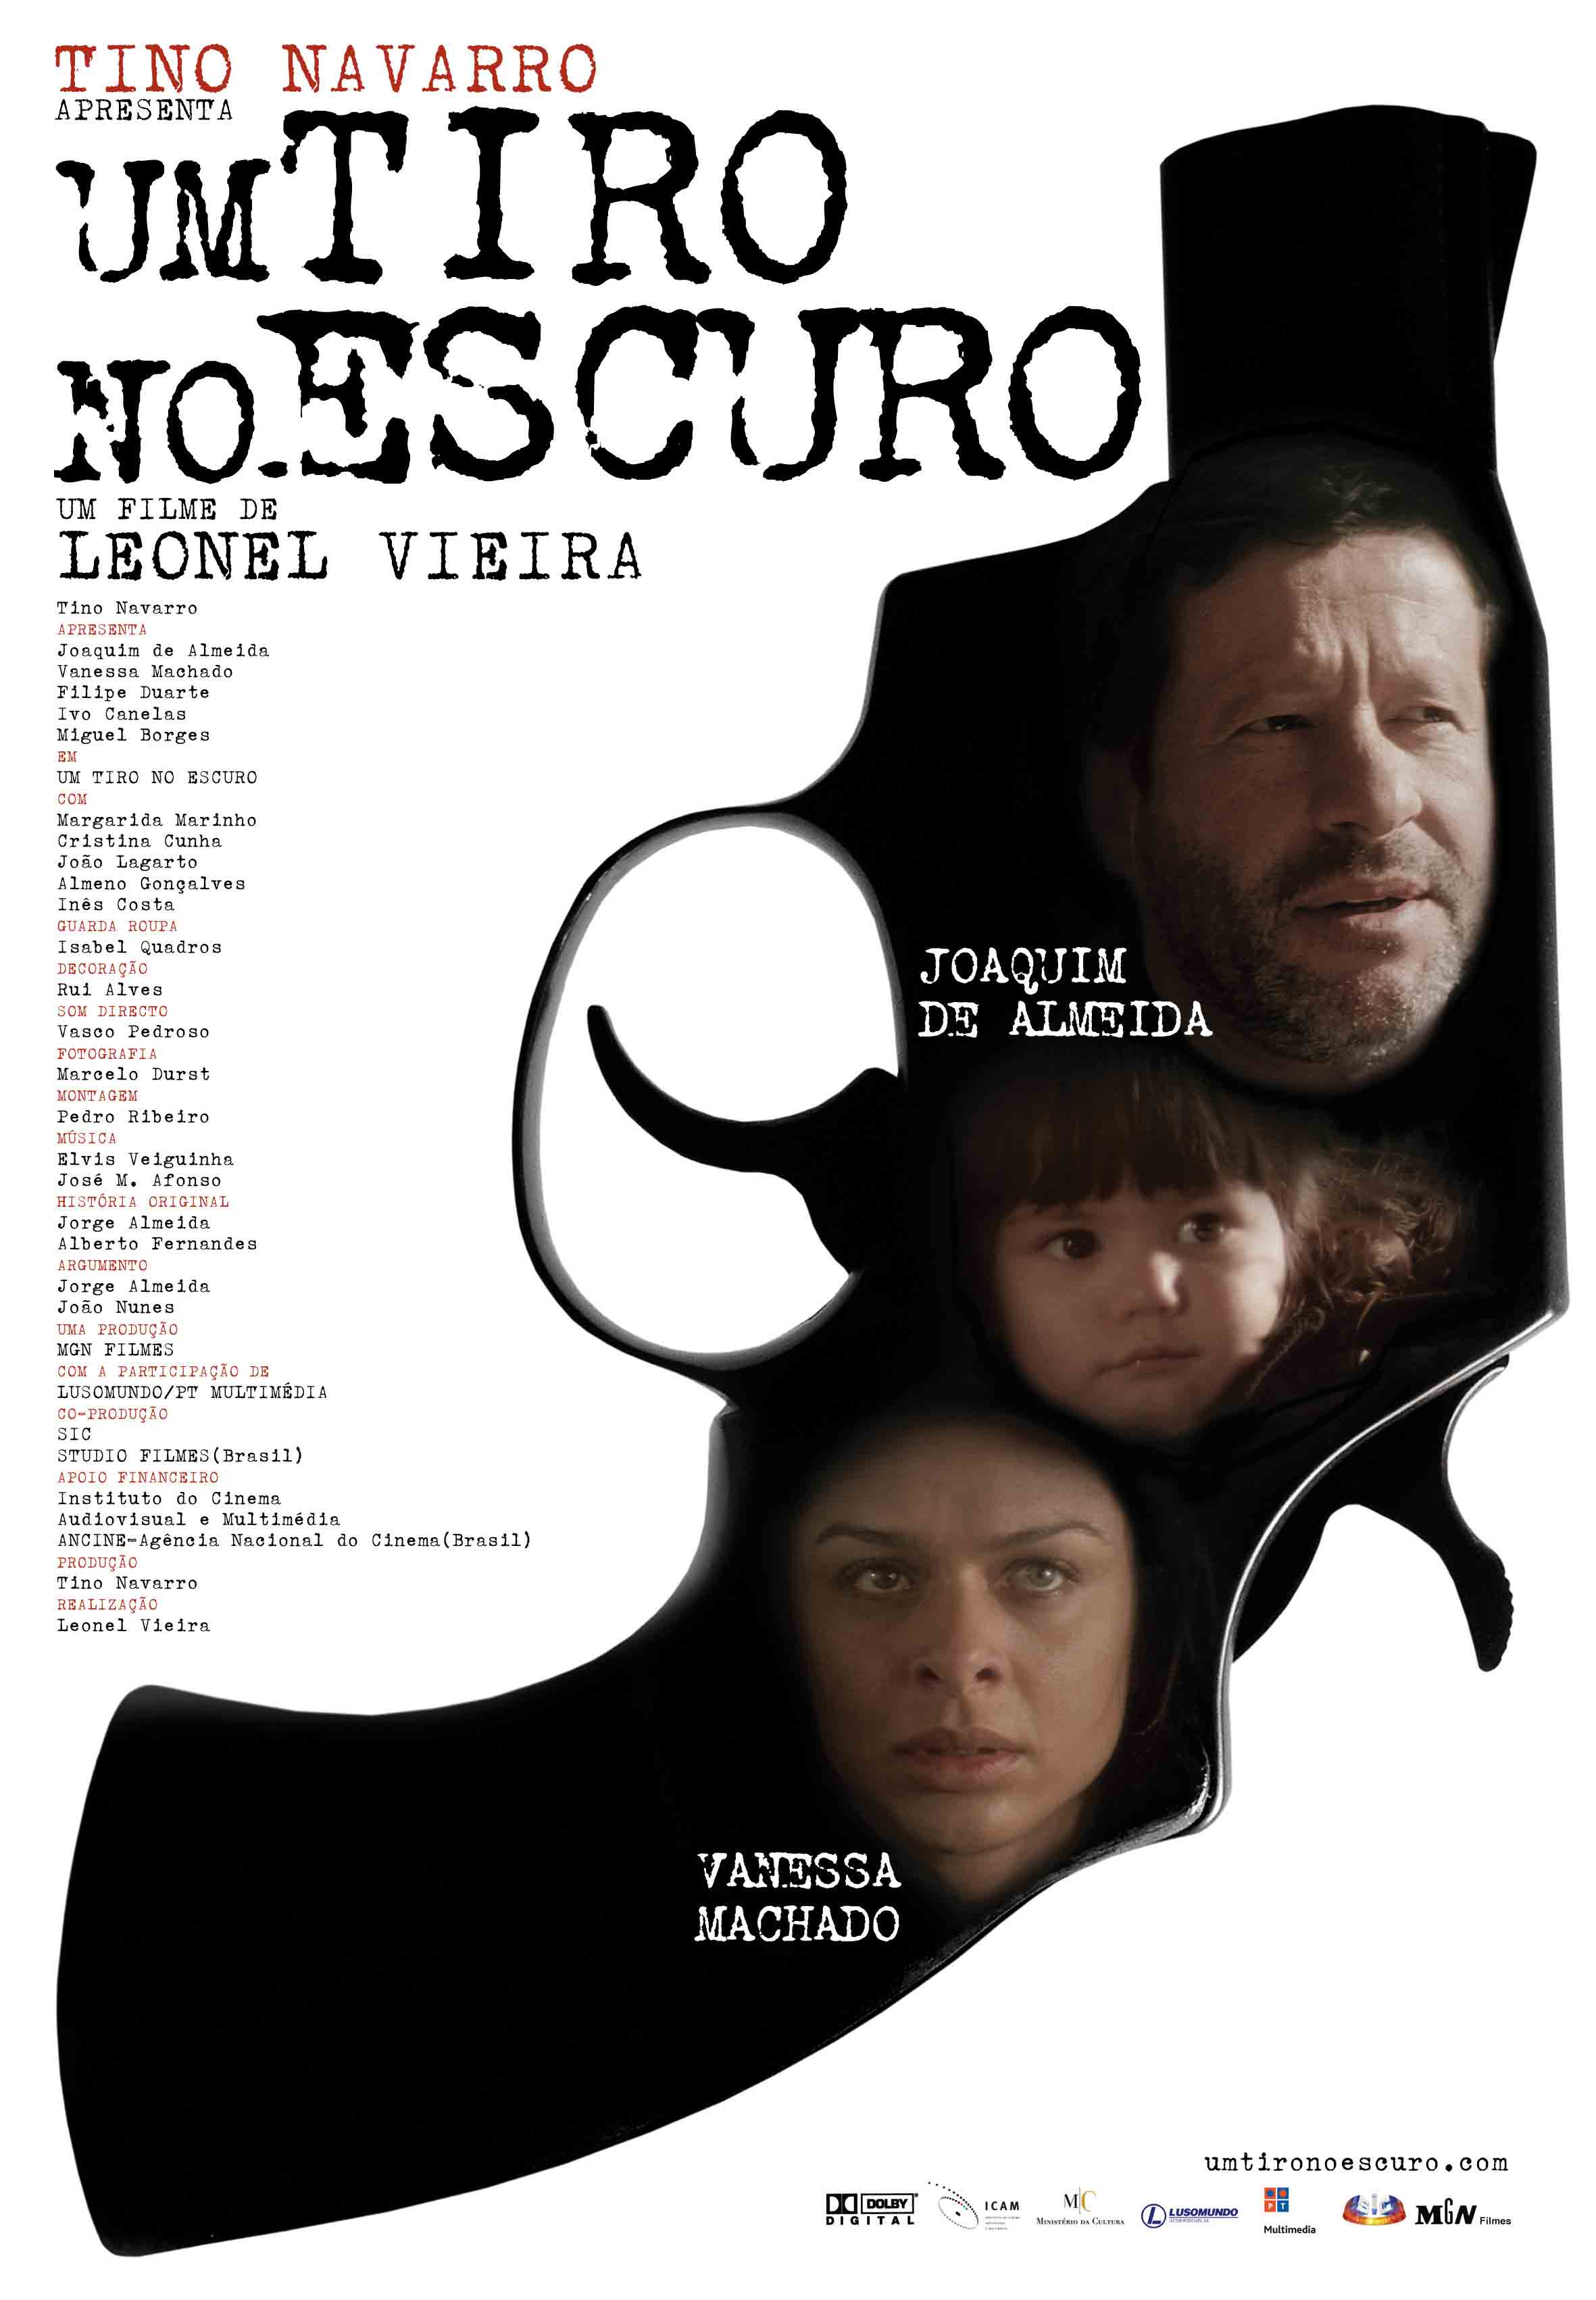 TINO NAVARRO
APRESENTA
UM TIRO
NO ESCURO
UM FILME DE
LEONEL VIEIRA
Tino Navarro
APRESENTA
Joaquim de Almeida
Vanessa Machado
Filipe Duarte
Ivo Canelas
Miguel Borges
EM
UM TIRO NO ESCURO
COM
Margarida Marinho
Cristina Cunha
João Lagarto
Almeno Gonçalves
Inês Costa
GUARDA ROUPA
Isabel Quadros
DECORAÇÃO
Rui Alves
SOM DIRECTO
Vasco Pedroso
FOTOGRAFIA
Marcelo Durst
MONTAGEM
Pedro Ribeiro
MÚSICA
Elvis Veiguinha
José M. Afonso
HISTÓRIA ORIGINAL
Jorge Almeida
Alberto Fernandes
ARGUMENTO
Jorge Almeida
João Nunes
UMA PRODUÇÃO
MGN FILMES
COM A PARTICIPAÇÃO DE
LUSOMUNDO/PT MULTIMÉDIA
CO-PRODUÇÃO
SIC
STUDIO FILMES(Brasil)
APOIO FINANCEIRO
Instituto do Cinema
Audiovisual e Multimédia
ANCINE-Agência Nacional do Cinema(Brasil)
PRODUÇÃO
Tino Navarro
REALIZAÇÃO
Leonel Vieira
JOAQUIM
DE ALMEIDA
VANESSA
MACHADO
umtironoescuro.com
DOLBY
DIGITAL
ICAM
MC
MINISTÉRIO DA CULTURA
L LUSOMUNDO
PT
Multimedia
SIC
MGN Filmes